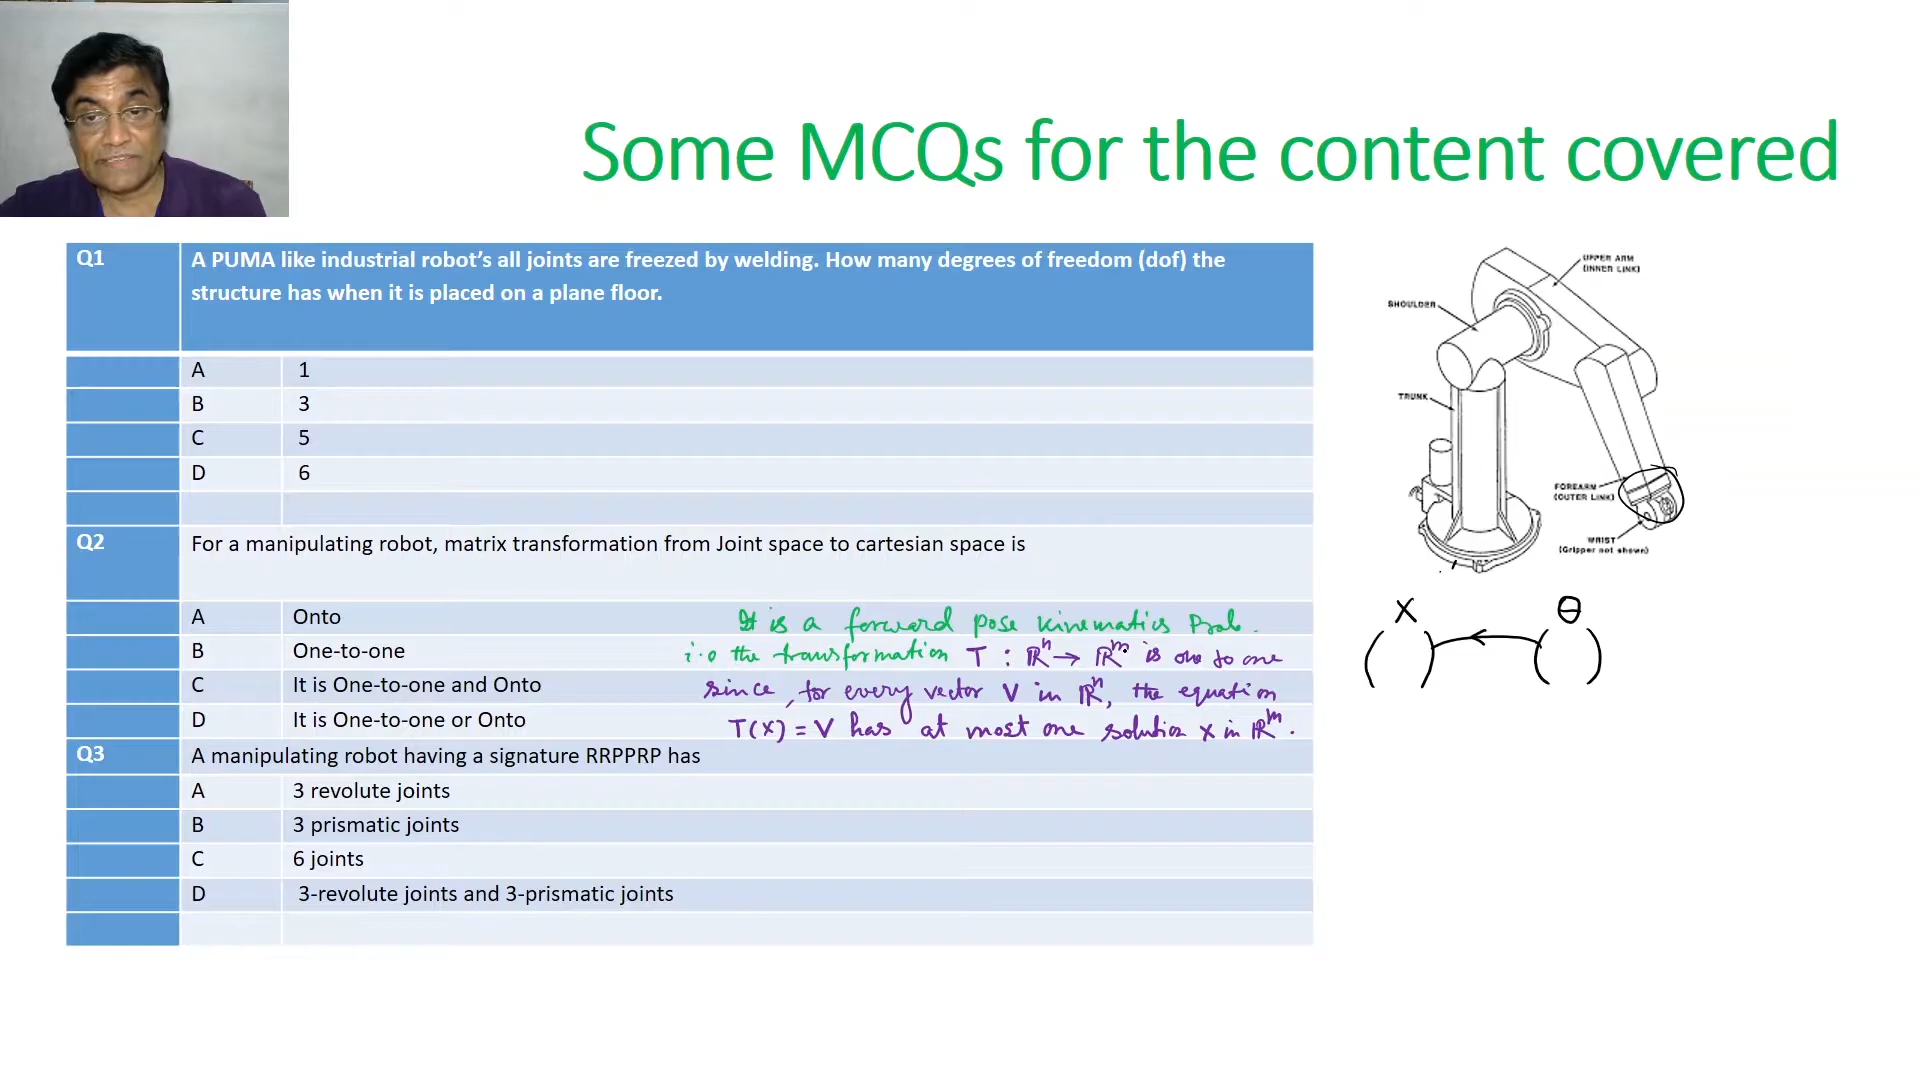 Some MCQs for the content covered
Q1 A PUMA like industrial robot's all joints are freezed by welding. How many degrees of freedom (dof) the
structure has when it is placed on a plane floor.
A 1
B 3
C 5
D 6
Q2 For a manipulating robot, matrix transformation from Joint space to cartesian space is
A Onto
B One-to-one
C It is One-to-one and Onto
D It is One-to-one or Onto
It is a forward pose kinematics Prob.
i.e the transformation T : ℝⁿ → ℝᵐ is one to one
since, for every vector V in ℝⁿ, the equation
T(X) = V has at most one solution X in ℝᵐ.
Q3 A manipulating robot having a signature RRPPRP has
A 3 revolute joints
B 3 prismatic joints
C 6 joints
D 3-revolute joints and 3-prismatic joints
UPPER ARM
(INNER LINK)
SHOULDER
TRUNK
FOREARM
(OUTER LINK)
WRIST
(Gripper not shown)
X θ